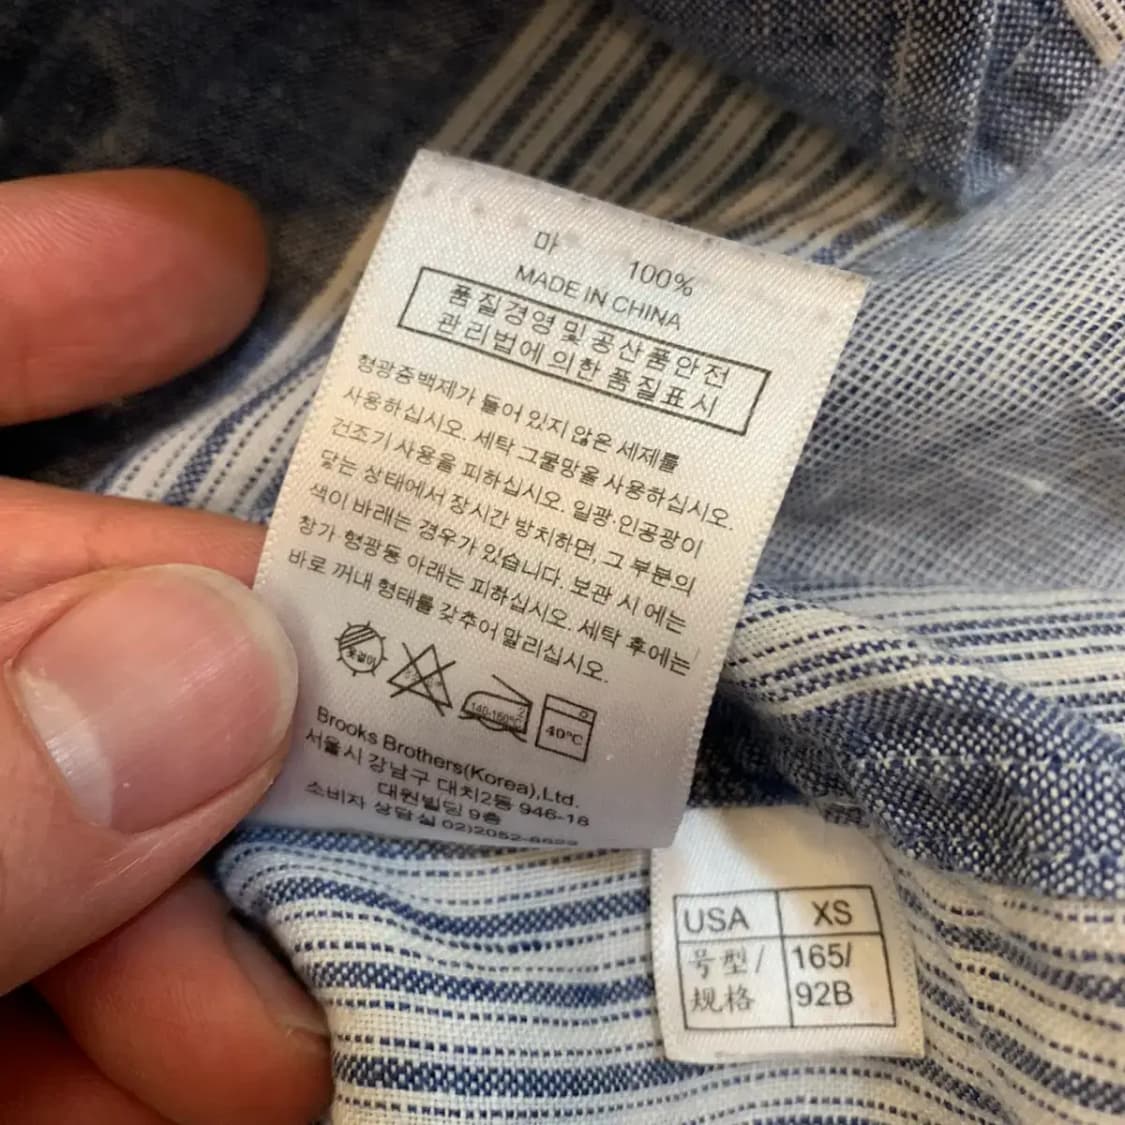 마 100%
MADE IN CHINA
품질경영 및 공산품안전
관리법에 의한 품질표시
형광증백제가 들어 있지 않은 세제를
사용하십시오. 세탁 그물망을 사용하십시오.
건조기 사용을 피하십시오. 일광·인공광이
닿는 상태에서 장시간 방치하면, 그 부분의
색이 바래는 경우가 있습니다. 보관 시 에는
창가 형광등 아래는 피하십시오. 세탁 후에는
바로 꺼내 형태를 갖추어 말리십시오.
옷걸이
140-160℃
40℃
Brooks Brothers(Korea),Ltd.
서울시 강남구 대치2동 946-18
대원빌딩 9층
소비자 상담실
USA XS
号型/ 165/
规格 92B